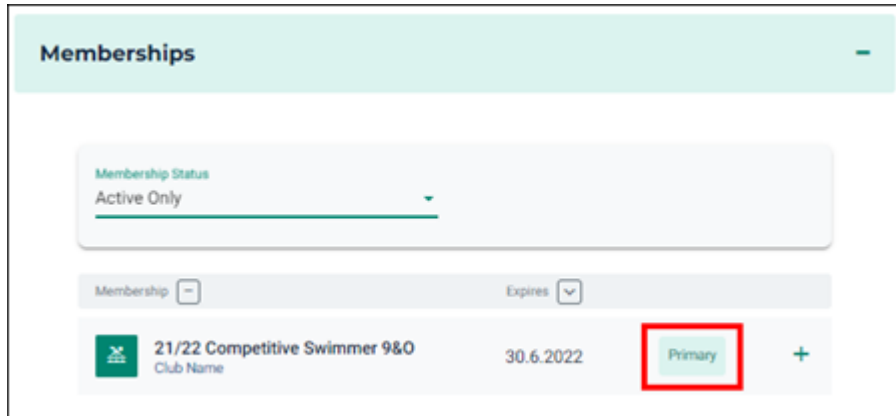 Memberships
Membership Status
Active Only
Membership
Expires
21/22 Competitive Swimmer 9&O
Club Name
30.6.2022
Primary